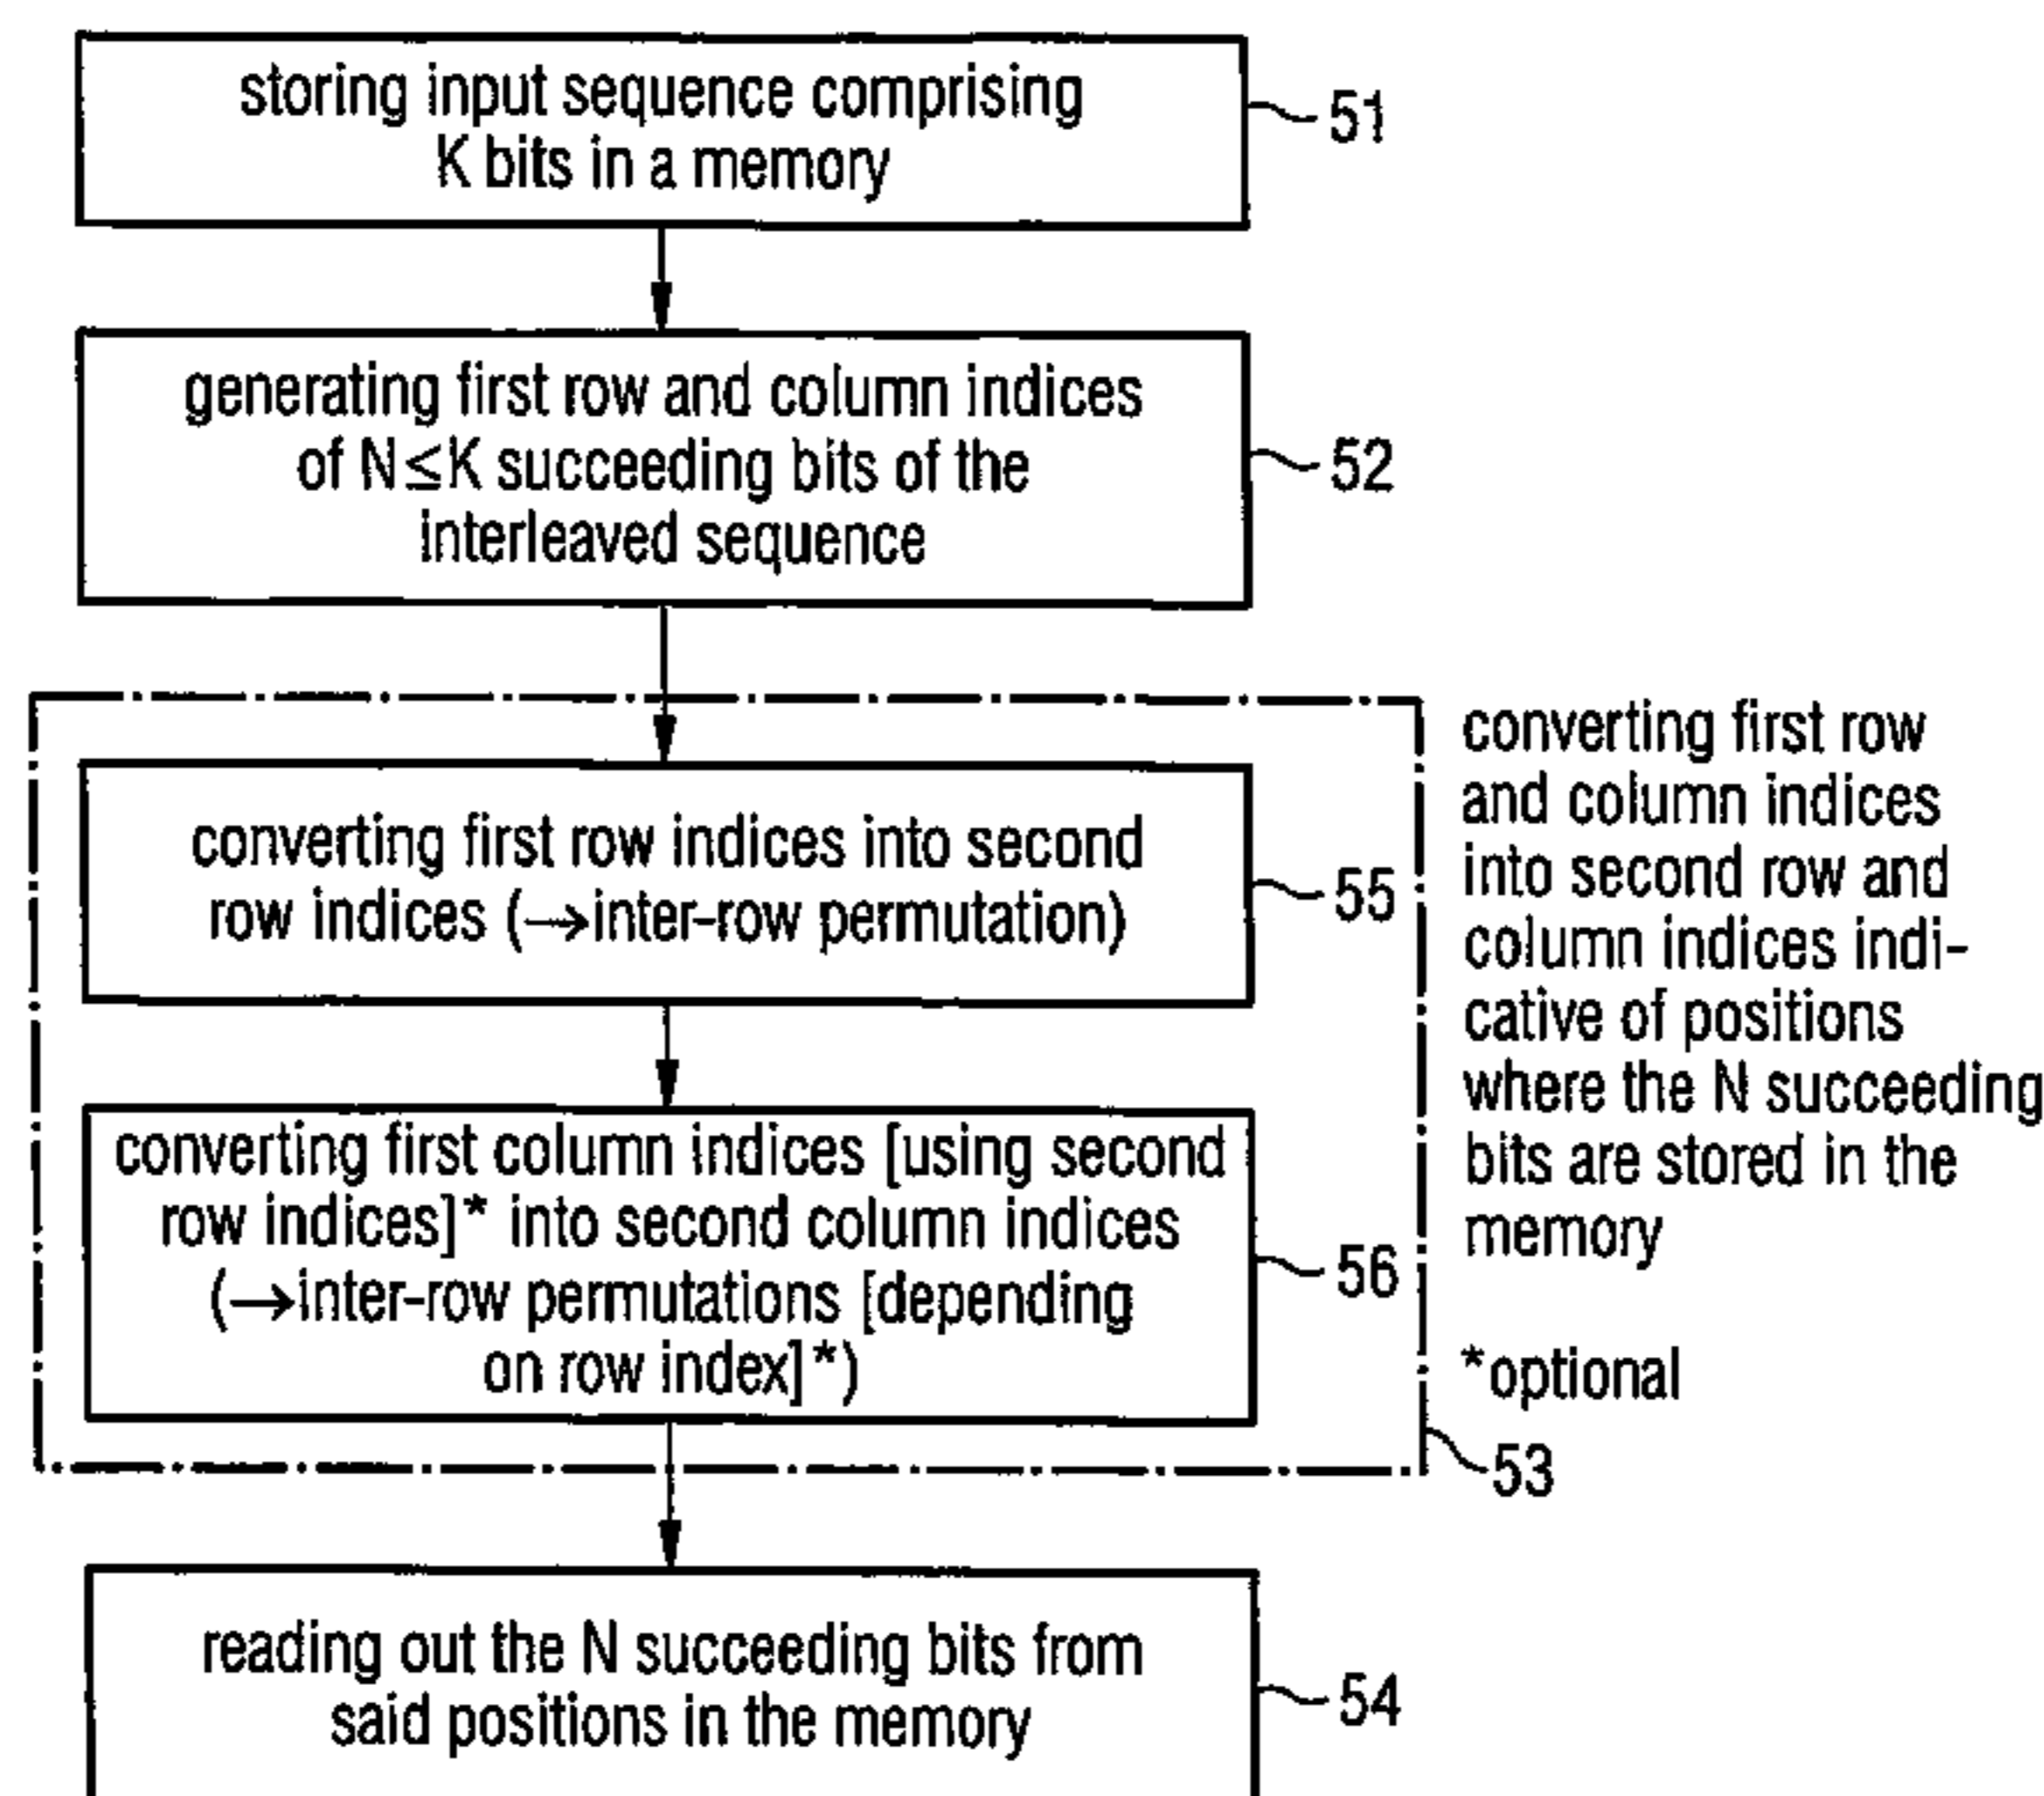 storing input sequence comprising
K bits in a memory
51
generating first row and column indices
of N≤K succeeding bits of the
interleaved sequence
52
converting first row indices into second
row indices (→inter-row permutation)
55
converting first column indices [using second
row indices]* into second column indices
(→inter-row permutations [depending
on row index]*)
56
converting first row
and column indices
into second row and
column indices indi-
cative of positions
where the N succeeding
bits are stored in the
memory
*optional
53
reading out the N succeeding bits from
said positions in the memory
54